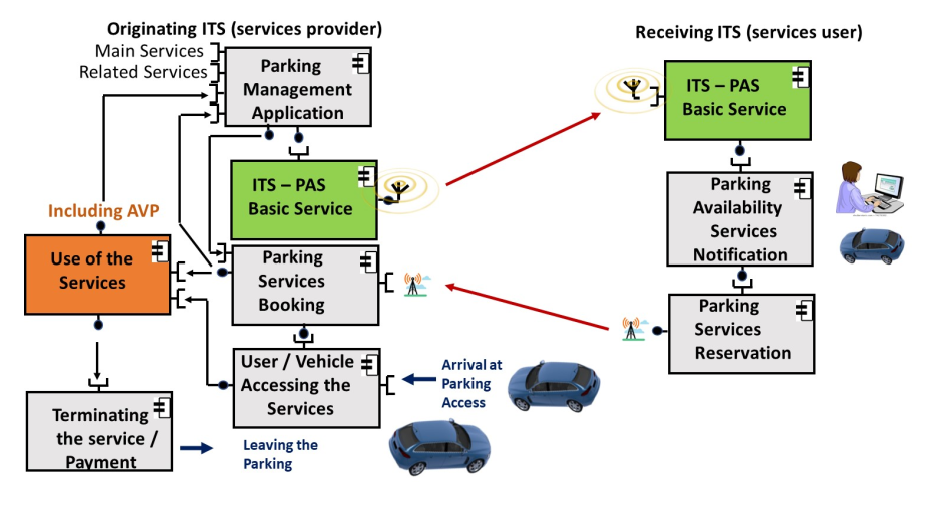 Originating ITS (services provider)
Receiving ITS (services user)
Main Services
Related Services
Parking
Management
Application
ITS – PAS
Basic Service
ITS – PAS
Basic Service
Including AVP
Use of the
Services
Parking
Services
Booking
Parking
Availability
Services
Notification
Parking
Services
Reservation
User / Vehicle
Accessing the
Services
Arrival at
Parking
Access
Terminating
the service /
Payment
Leaving the
Parking